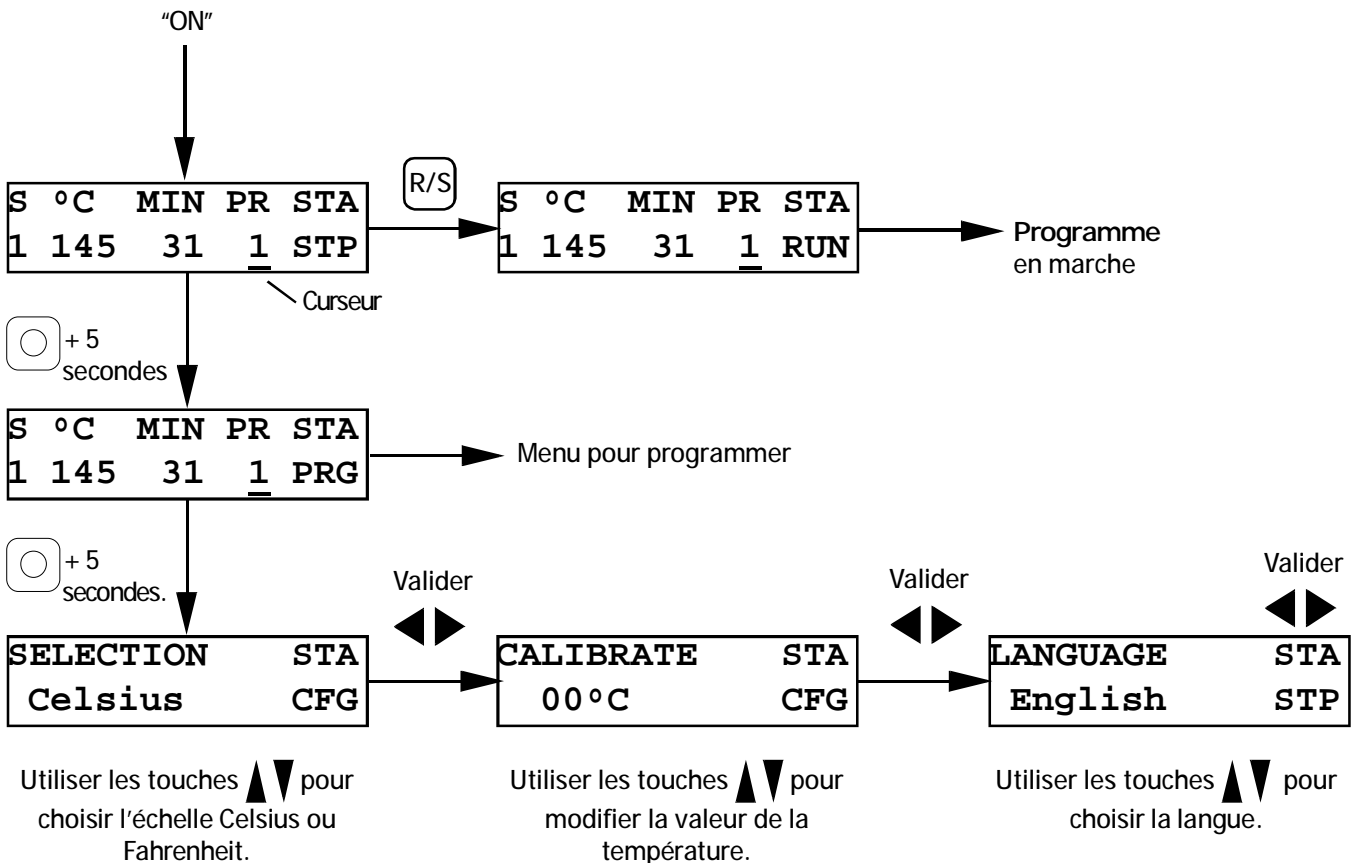 “ON”
R/S
S °C MIN PR STA
1 145 31 1 STP
S °C MIN PR STA
1 145 31 1 RUN
Programme
en marche
Curseur
+ 5
secondes
S °C MIN PR STA
1 145 31 1 PRG
Menu pour programmer
+ 5
secondes.
Valider
Valider
Valider
SELECTION STA
Celsius CFG
CALIBRATE STA
00°C CFG
LANGUAGE STA
English STP
Utiliser les touches ▲▼ pour
choisir l'échelle Celsius ou
Fahrenheit.
Utiliser les touches ▲▼ pour
modifier la valeur de la
température.
Utiliser les touches ▲▼ pour
choisir la langue.